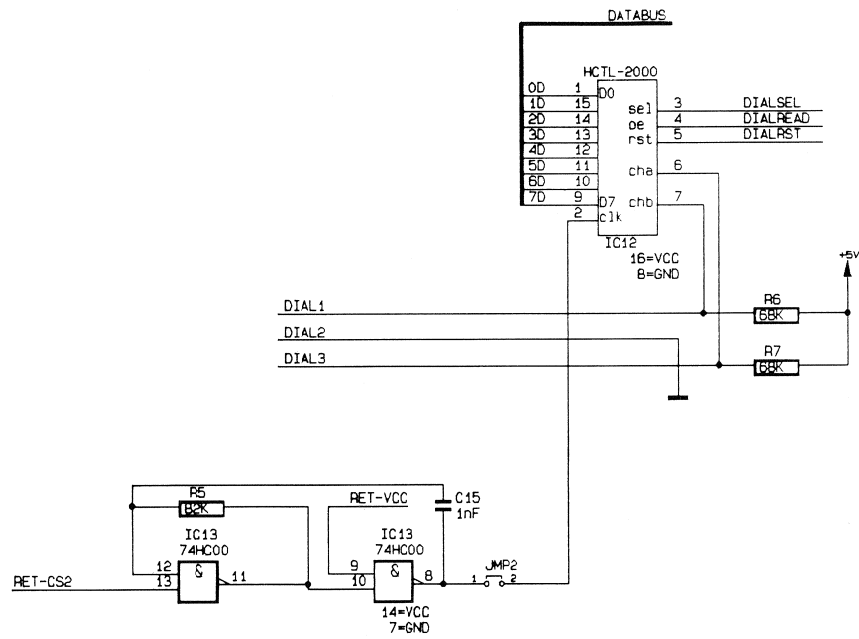 DATABUS
HCTL-2000
0D 1 D0
1D 15 sel 3 DIALSEL
2D 14 oe 4 DIALREAD
3D 13 rst 5 DIALRST
4D 12
5D 11 cha 6
6D 10
7D 9 D7 chb 7
2 clk
IC12
16=VCC
8=GND
+5V
DIAL1 R6
68K
DIAL2
DIAL3 R7
68K
R5
82K
RET-VCC
C15
1nF
IC13
74HC00
IC13
74HC00
12 & 11
13
RET-CS2
9 & 8
10
JMP2
1 2
14=VCC
7=GND